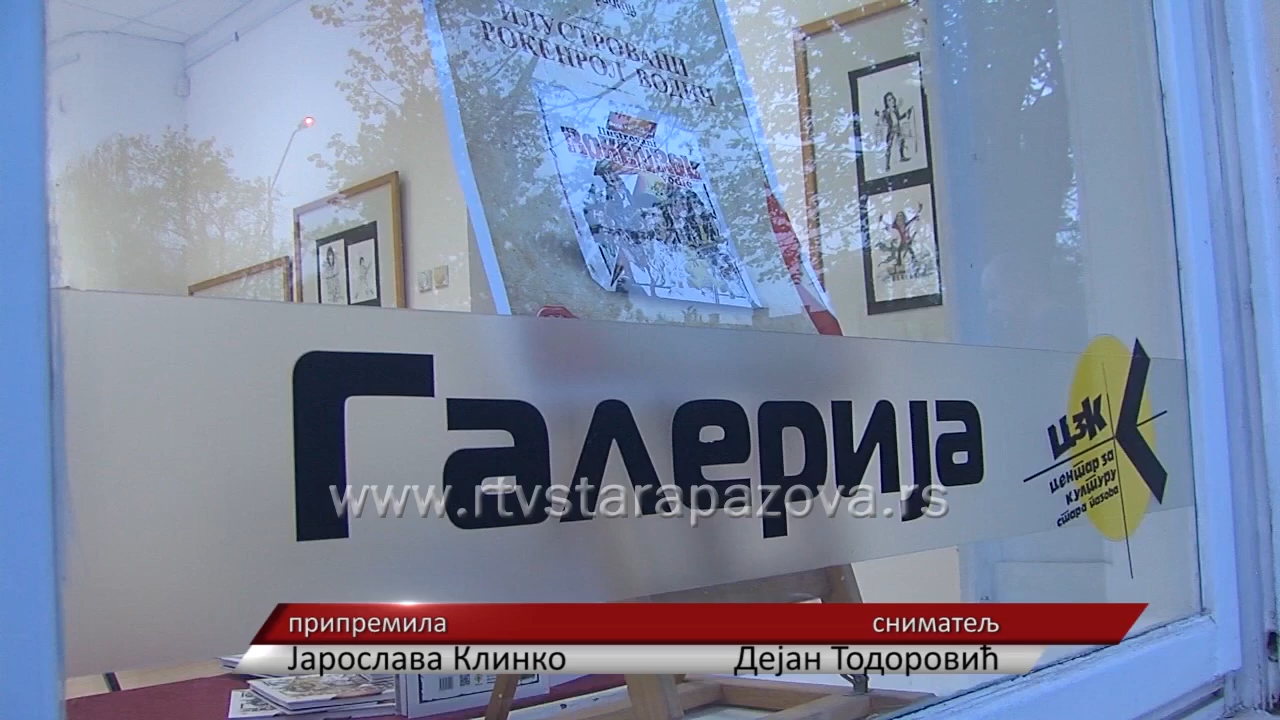 ИЛУСТРОВАНИ
РОКЕНРОЛ ВОДИЧ
Галерија
ЦЗК
центар за
културу
стара пазова
www.rtvstarapazova.rs
припремила
сниматељ
Јарослава Клинко
Дејан Тодоровић